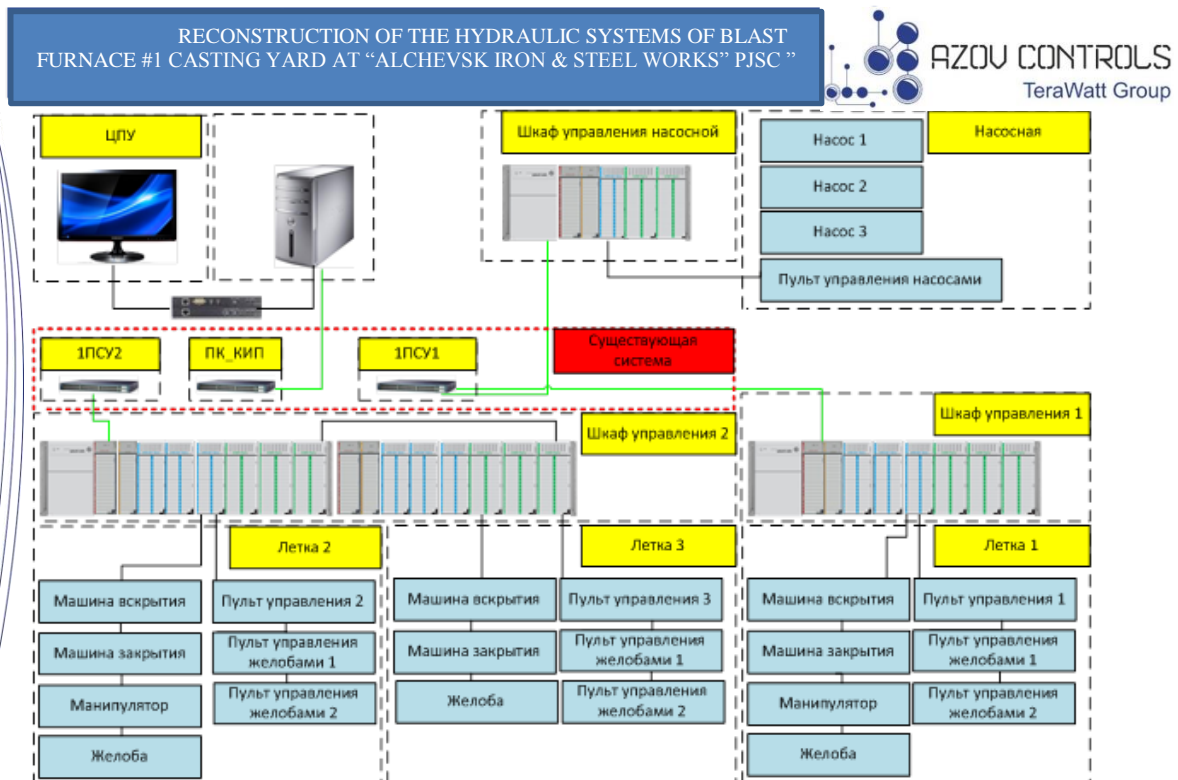 RECONSTRUCTION OF THE HYDRAULIC SYSTEMS OF BLAST
FURNACE #1 CASTING YARD AT “ALCHEVSK IRON & STEEL WORKS” PJSC ”
AZOV CONTROLS
TeraWatt Group
ЦПУ
Шкаф управления насосной
Насос 1
Насосная
Насос 2
Насос 3
Пульт управления насосами
1ПСУ2
ПК_КИП
1ПСУ1
Существующая
система
Шкаф управления 2
Шкаф управления 1
Летка 2
Летка 3
Летка 1
Машина вскрытия
Пульт управления 2
Машина закрытия
Пульт управления
желобами 1
Манипулятор
Пульт управления
желобами 2
Желоба
Машина вскрытия
Пульт управления 3
Машина закрытия
Пульт управления
желобами 1
Желоба
Пульт управления
желобами 2
Машина вскрытия
Пульт управления 1
Машина закрытия
Пульт управления
желобами 1
Манипулятор
Пульт управления
желобами 2
Желоба